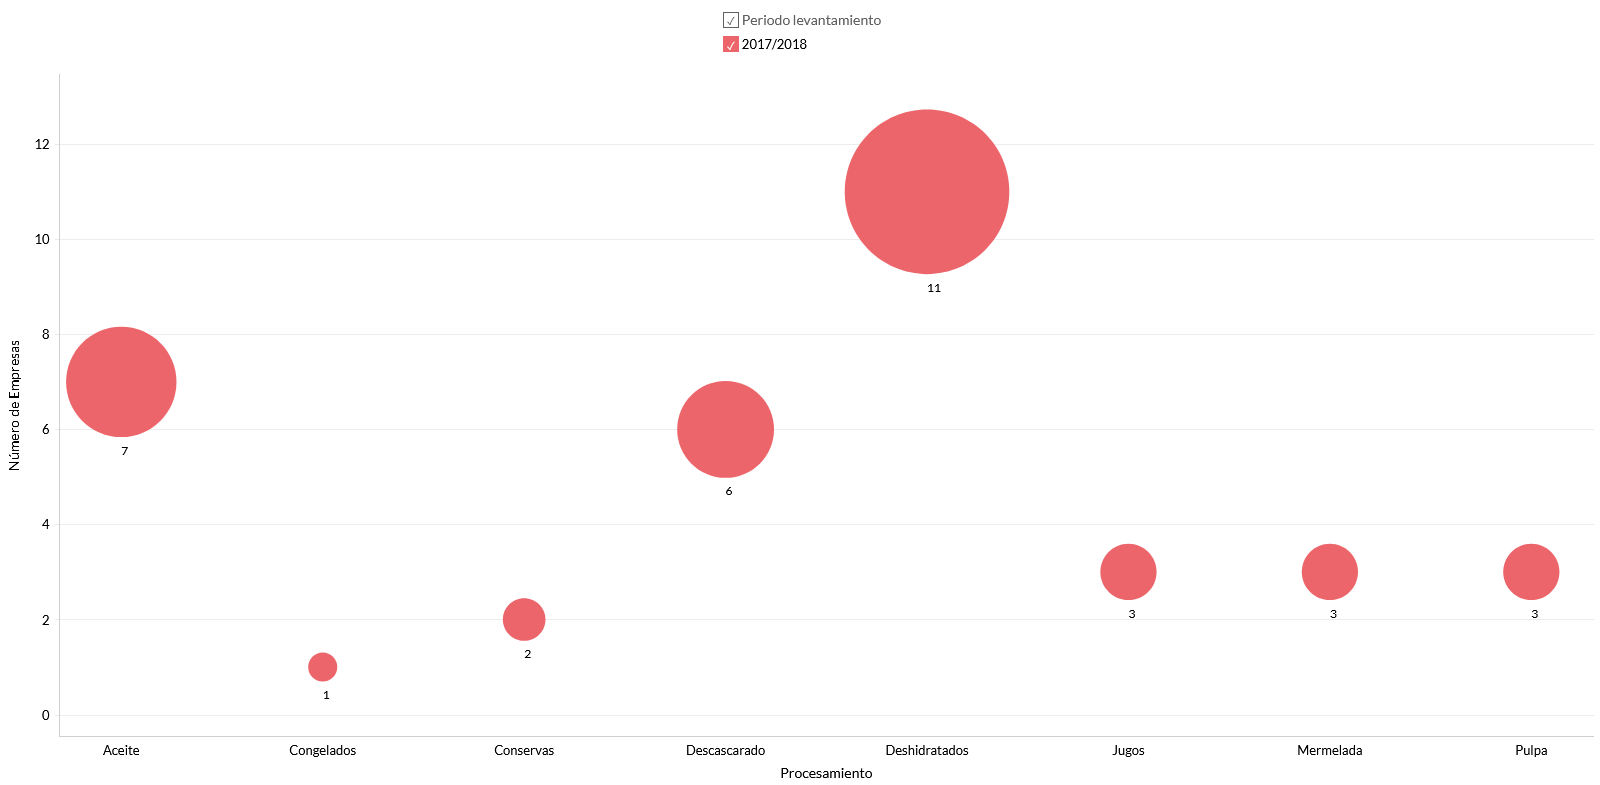 Periodo levantamiento
2017/2018
Número de Empresas
12
10
8
6
4
2
0
7
1
2
6
11
3
3
3
Aceite
Congelados
Conservas
Descascarado
Deshidratados
Jugos
Mermelada
Pulpa
Procesamiento